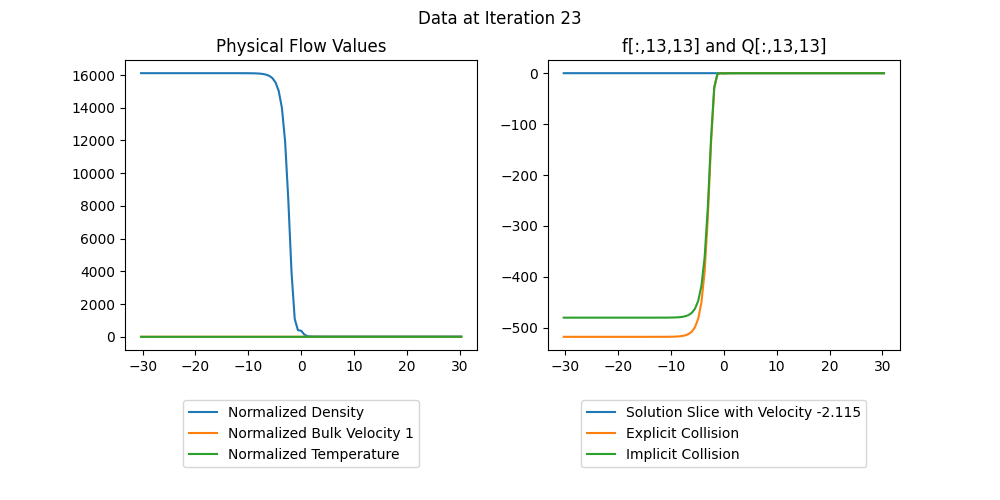 Data at Iteration 23
Physical Flow Values
16000
14000
12000
10000
8000
6000
4000
2000
0
−30 −20 −10 0 10 20 30
Normalized Density
Normalized Bulk Velocity 1
Normalized Temperature
f[:,13,13] and Q[:,13,13]
0
−100
−200
−300
−400
−500
−30 −20 −10 0 10 20 30
Solution Slice with Velocity -2.115
Explicit Collision
Implicit Collision